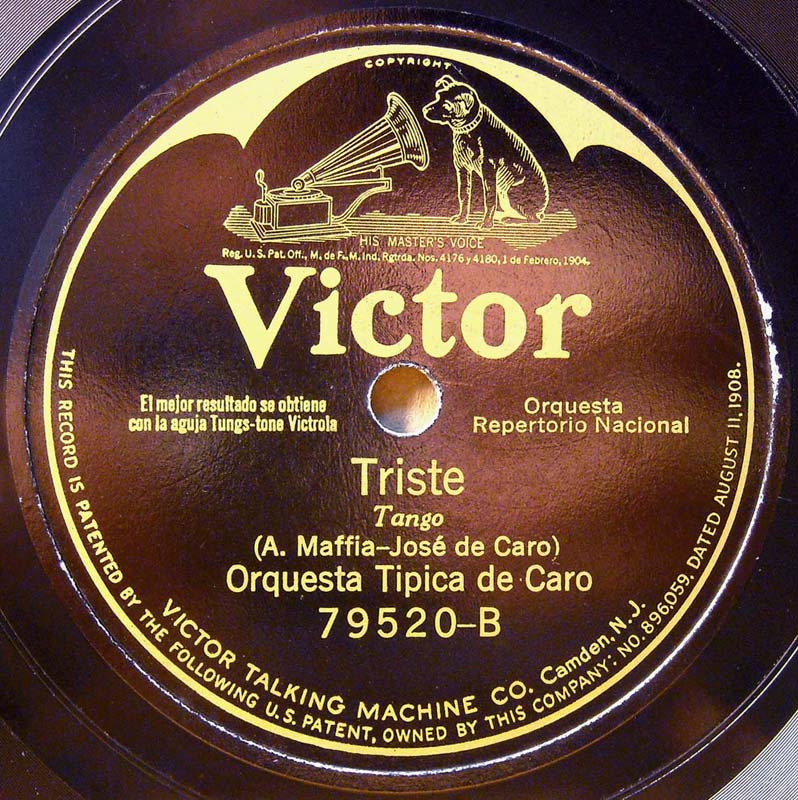 COPYRIGHT
HIS MASTER'S VOICE
Reg. U.S. Pat. Off., M. de F., M. Ind. Rgtrda. Nos. 4176 y 4180, 1 de Febrero, 1904.
Victor
El mejor resultado se obtiene
con la aguja Tungs-tone Victrola
Orquesta
Repertorio Nacional
Triste
Tango
(A. Maffia–José de Caro)
Orquesta Tipica de Caro
79520–B
VICTOR TALKING MACHINE CO. Camden, N.J.
THIS RECORD IS PATENTED BY THE FOLLOWING U.S. PATENT, OWNED BY THIS COMPANY: NO. 896,059. DATED AUGUST 11, 1908.